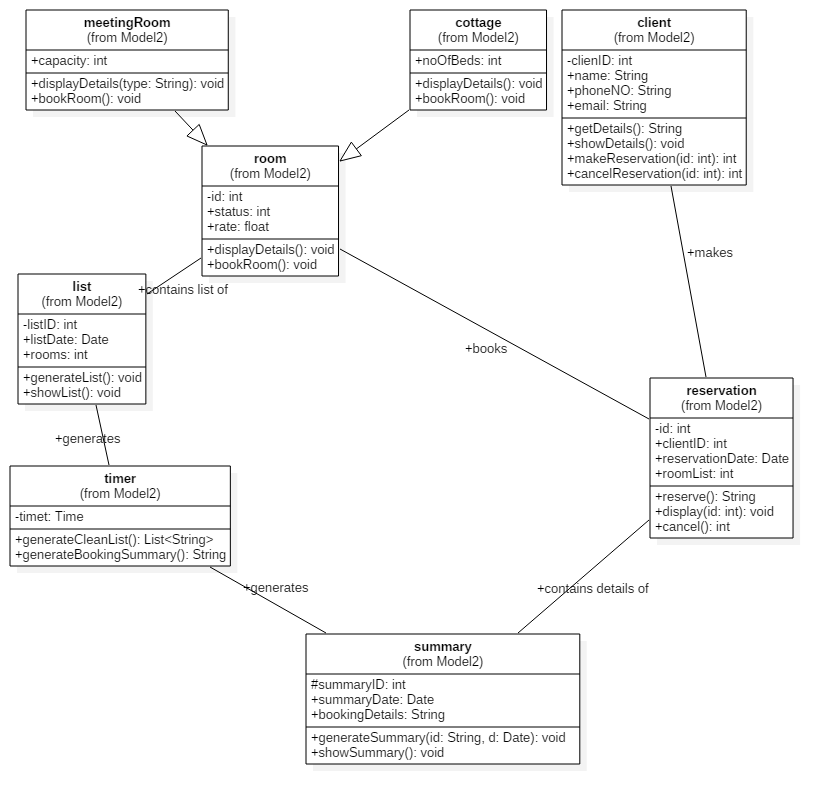 meetingRoom
(from Model2)
+capacity: int
+displayDetails(type: String): void
+bookRoom(): void
cottage
(from Model2)
+noOfBeds: int
+displayDetails(): void
+bookRoom(): void
client
(from Model2)
-clienID: int
+name: String
+phoneNO: String
+email: String
+getDetails(): String
+showDetails(): void
+makeReservation(id: int): int
+cancelReservation(id: int): int
room
(from Model2)
-id: int
+status: int
+rate: float
+displayDetails(): void
+bookRoom(): void
+makes
+contains list of
list
(from Model2)
-listID: int
+listDate: Date
+rooms: int
+generateList(): void
+showList(): void
+books
reservation
(from Model2)
-id: int
+clientID: int
+reservationDate: Date
+roomList: int
+reserve(): String
+display(id: int): void
+cancel(): int
+generates
timer
(from Model2)
-timet: Time
+generateCleanList(): List<String>
+generateBookingSummary(): String
+generates
+contains details of
summary
(from Model2)
#summaryID: int
+summaryDate: Date
+bookingDetails: String
+generateSummary(id: String, d: Date): void
+showSummary(): void